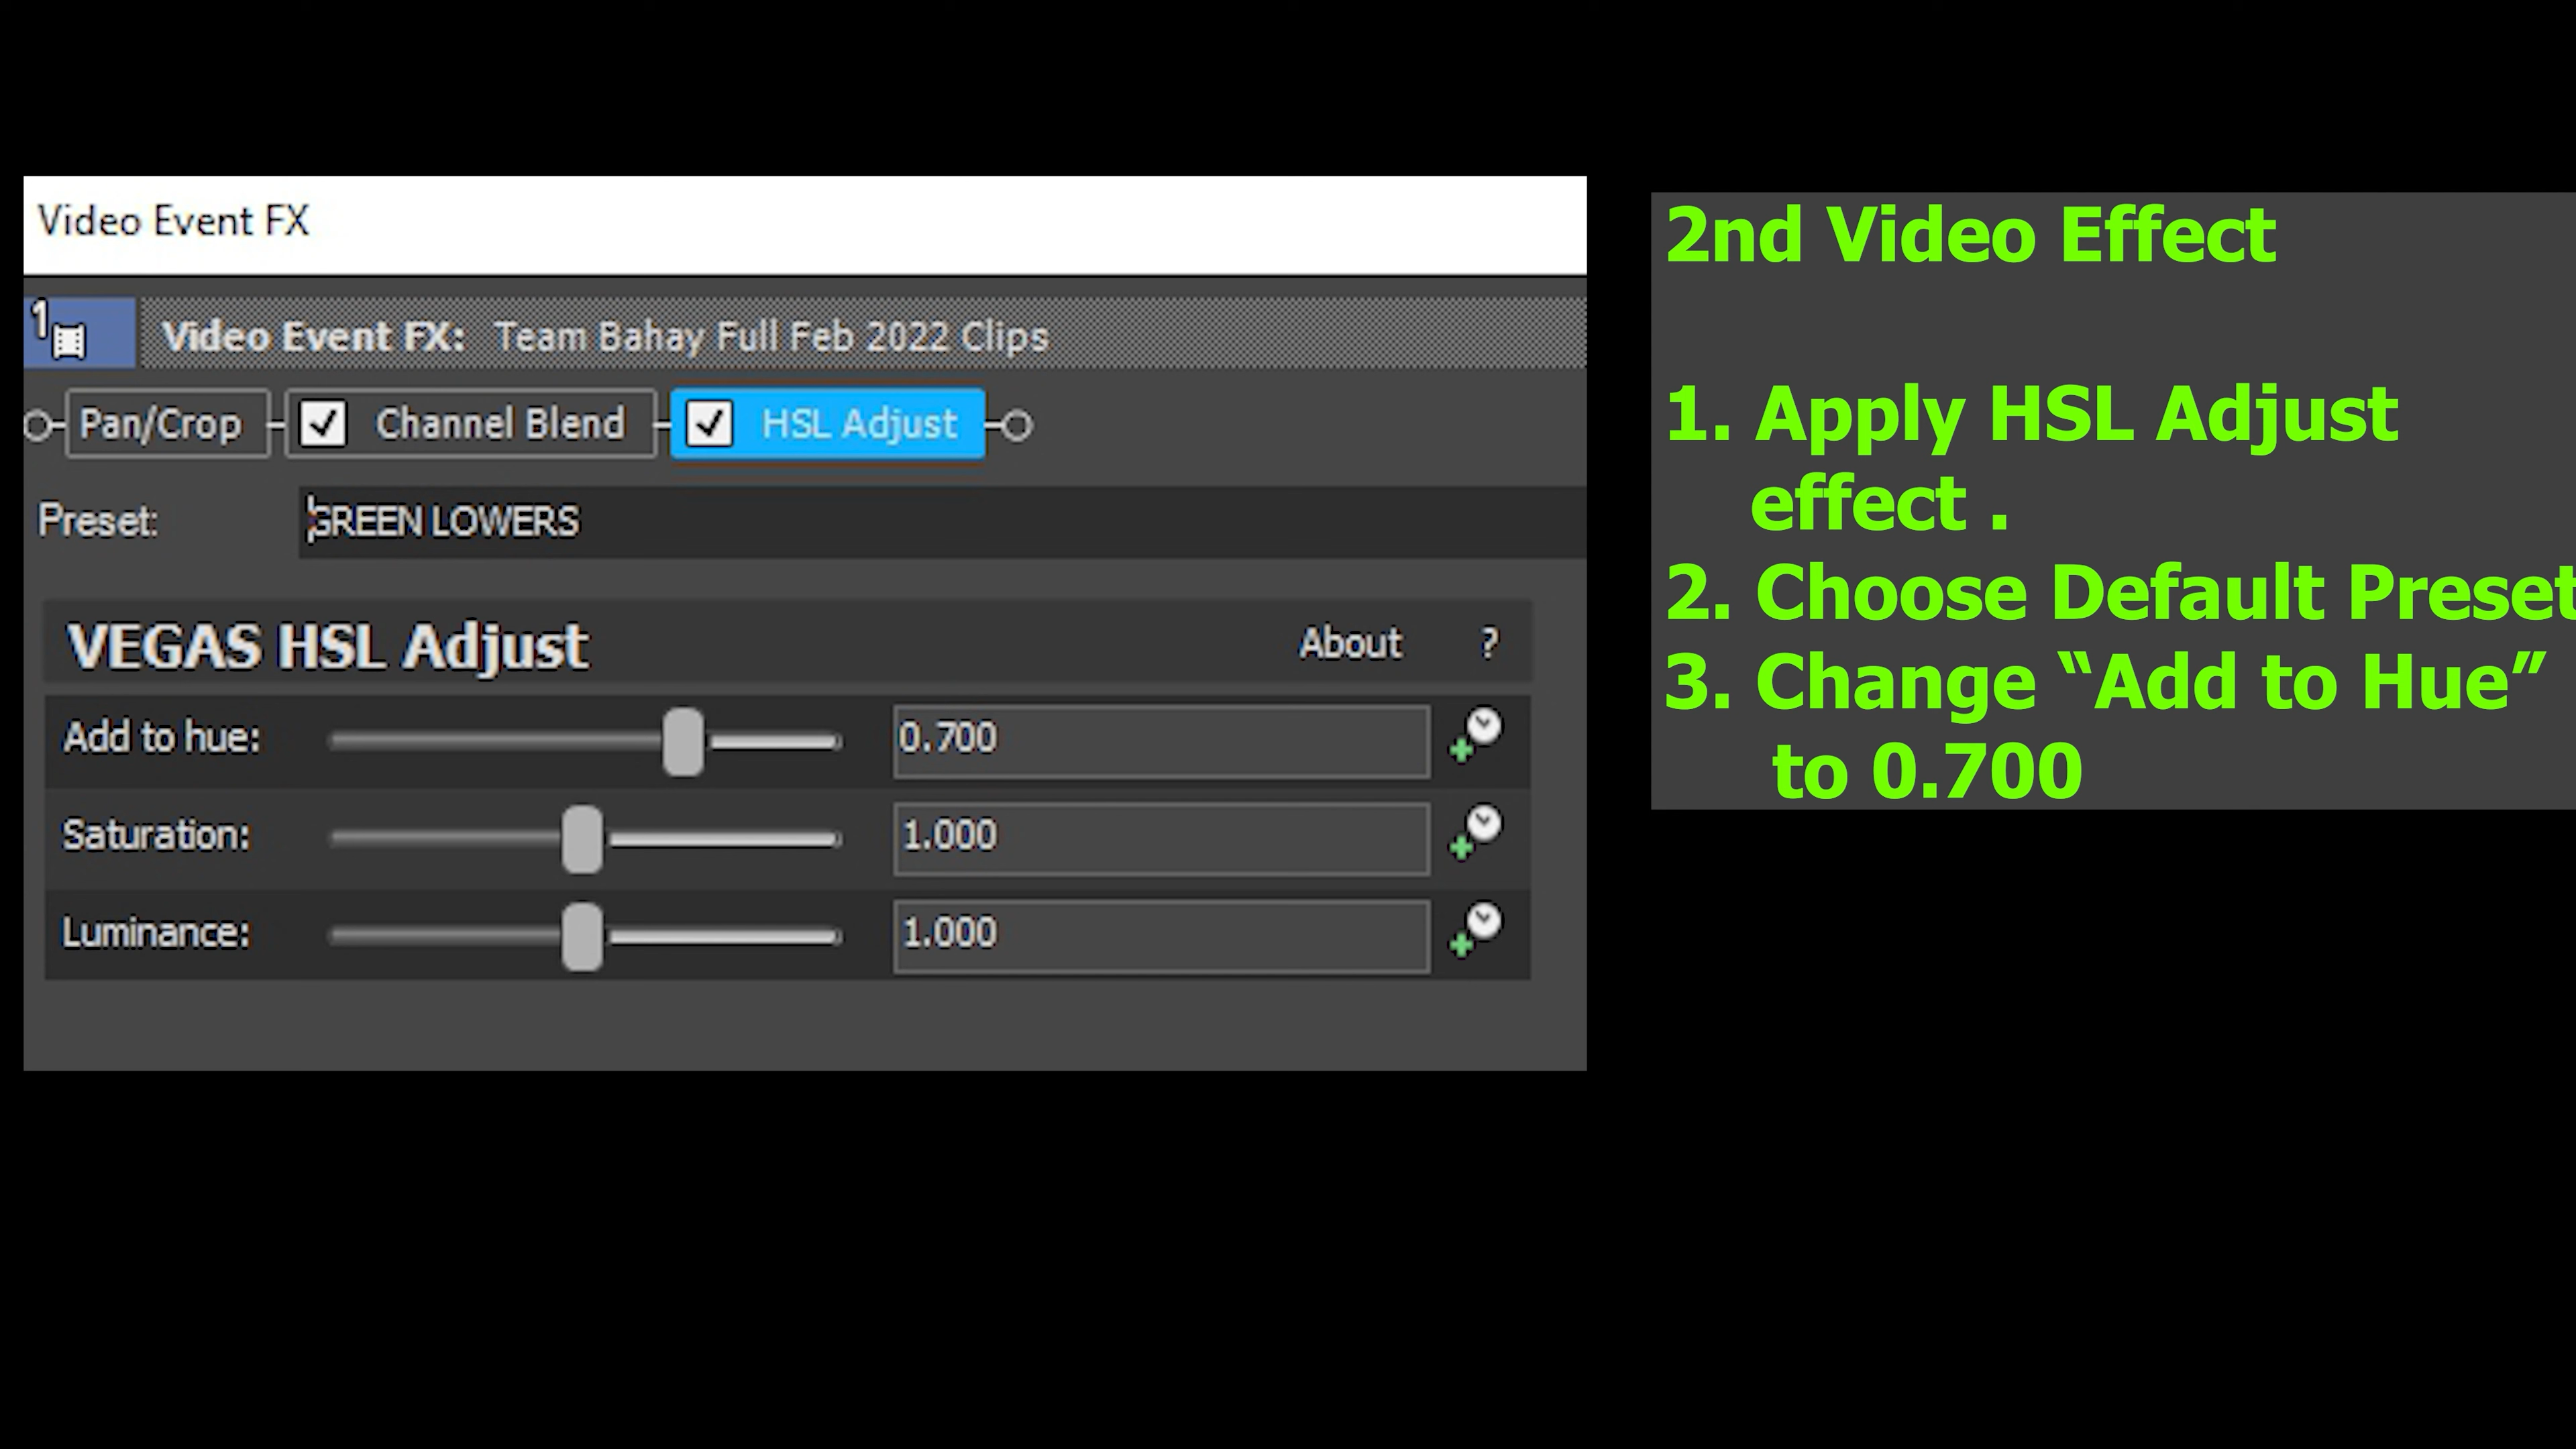 Video Event FX
1
Video Event FX: Team Bahay Full Feb 2022 Clips
Pan/Crop Channel Blend HSL Adjust
Preset: GREEN LOWERS
VEGAS HSL Adjust About ?
Add to hue: 0.700
Saturation: 1.000
Luminance: 1.000
2nd Video Effect
1. Apply HSL Adjust
effect .
2. Choose Default Preset
3. Change “Add to Hue”
to 0.700